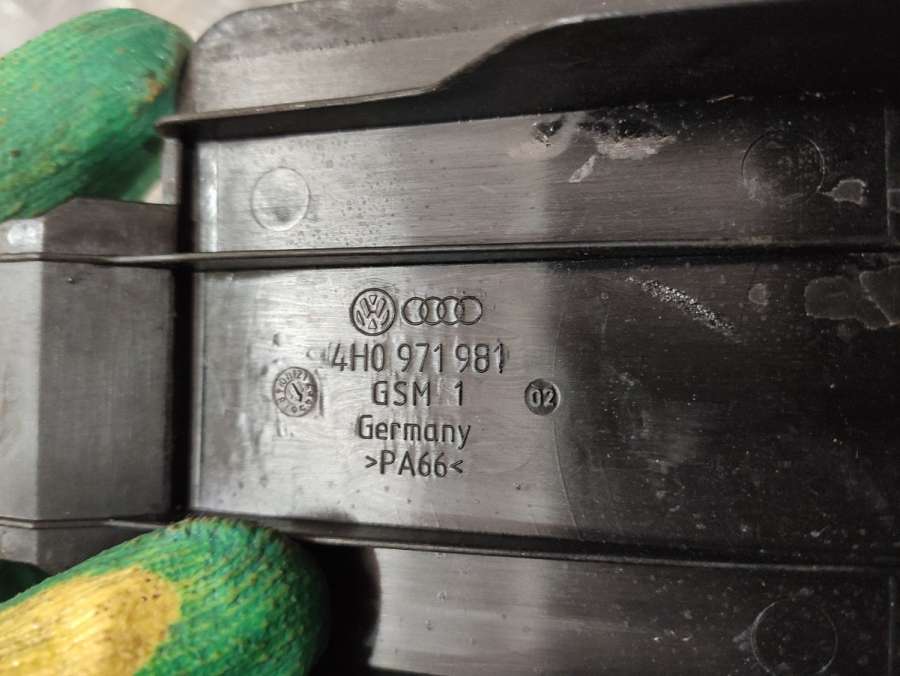 4H0 971 981
GSM 1
02
Germany
>PA66<